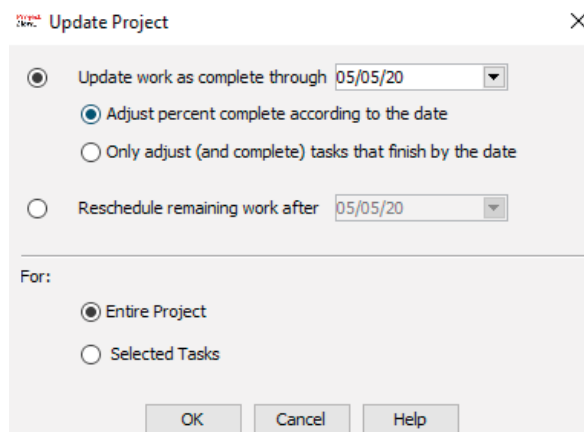 Update Project
Update work as complete through 05/05/20
Adjust percent complete according to the date
Only adjust (and complete) tasks that finish by the date
Reschedule remaining work after 05/05/20
For:
Entire Project
Selected Tasks
OK Cancel Help